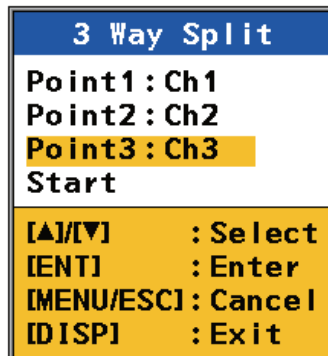 3 Way Split
Point1:Ch1
Point2:Ch2
Point3:Ch3
Start
[▲]/[▼] :Select
[ENT] :Enter
[MENU/ESC]:Cancel
[DISP] :Exit